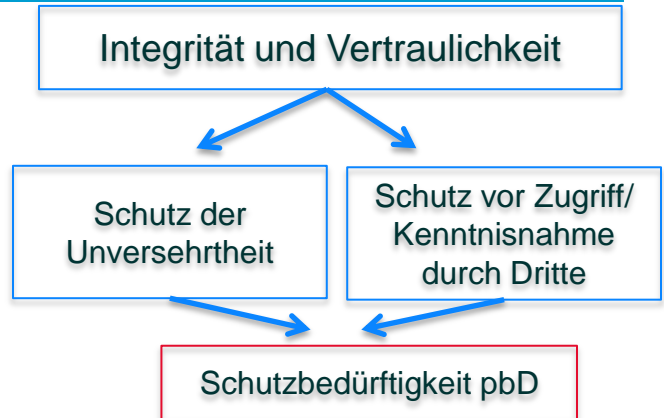 Integrität und Vertraulichkeit
Schutz der
Unversehrtheit
Schutz vor Zugriff/
Kenntnisnahme
durch Dritte
Schutzbedürftigkeit pbD